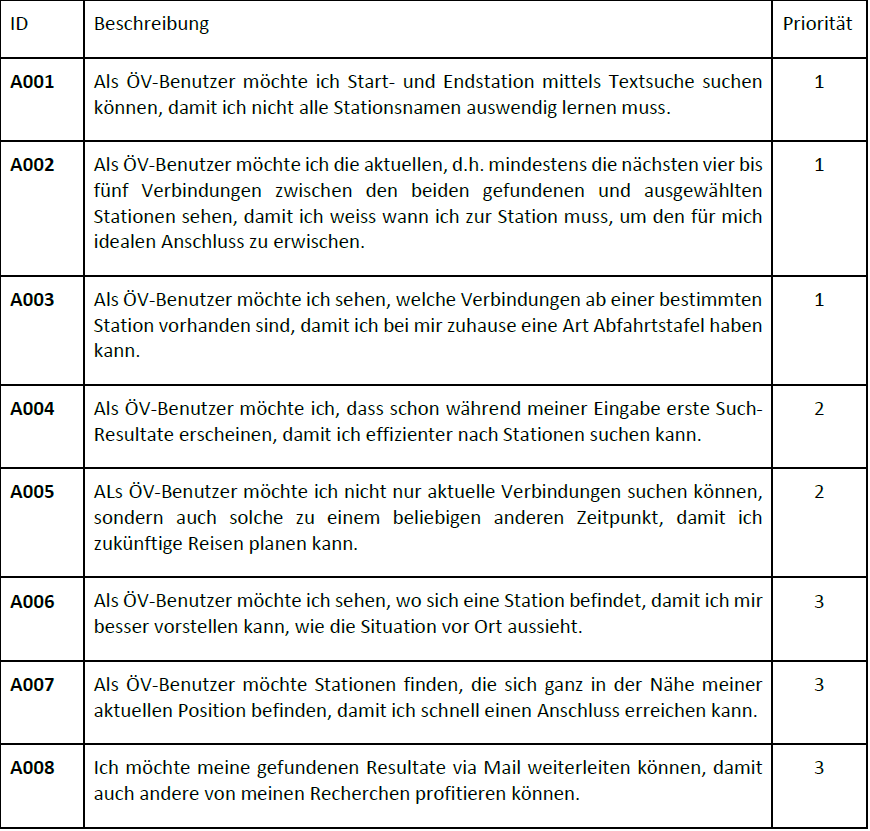 ID Beschreibung Priorität
A001 Als ÖV-Benutzer möchte ich Start- und Endstation mittels Textsuche suchen 1
können, damit ich nicht alle Stationsnamen auswendig lernen muss.
A002 Als ÖV-Benutzer möchte ich die aktuellen, d.h. mindestens die nächsten vier bis 1
fünf Verbindungen zwischen den beiden gefundenen und ausgewählten
Stationen sehen, damit ich weiss wann ich zur Station muss, um den für mich
idealen Anschluss zu erwischen.
A003 Als ÖV-Benutzer möchte ich sehen, welche Verbindungen ab einer bestimmten 1
Station vorhanden sind, damit ich bei mir zuhause eine Art Abfahrtstafel haben
kann.
A004 Als ÖV-Benutzer möchte ich, dass schon während meiner Eingabe erste Such- 2
Resultate erscheinen, damit ich effizienter nach Stationen suchen kann.
A005 ALs ÖV-Benutzer möchte ich nicht nur aktuelle Verbindungen suchen können, 2
sondern auch solche zu einem beliebigen anderen Zeitpunkt, damit ich
zukünftige Reisen planen kann.
A006 Als ÖV-Benutzer möchte ich sehen, wo sich eine Station befindet, damit ich mir 3
besser vorstellen kann, wie die Situation vor Ort aussieht.
A007 Als ÖV-Benutzer möchte Stationen finden, die sich ganz in der Nähe meiner 3
aktuellen Position befinden, damit ich schnell einen Anschluss erreichen kann.
A008 Ich möchte meine gefundenen Resultate via Mail weiterleiten können, damit 3
auch andere von meinen Recherchen profitieren können.